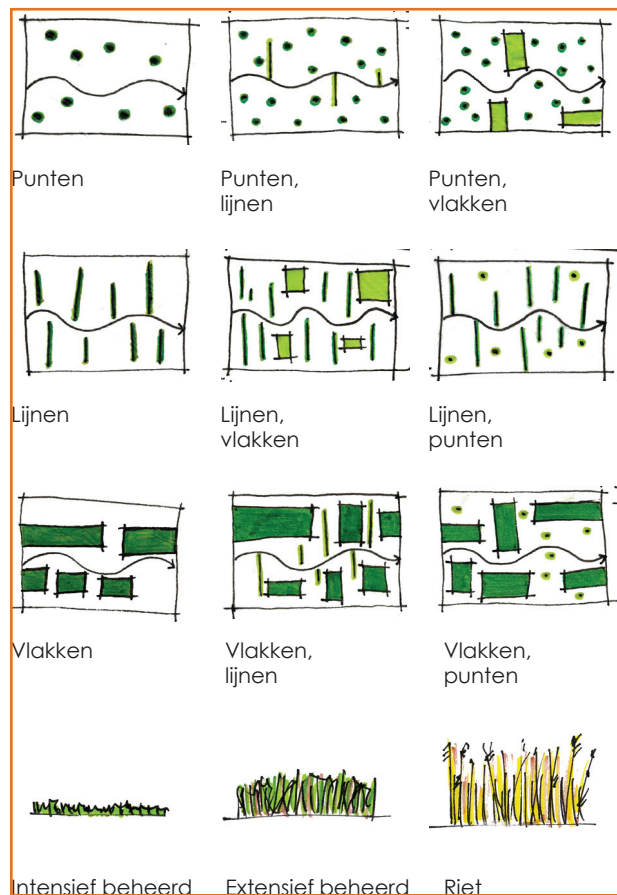 Punten
Punten,
lijnen
Punten,
vlakken
Lijnen
Lijnen,
vlakken
Lijnen,
punten
Vlakken
Vlakken,
lijnen
Vlakken,
punten
Intensief beheerd
Extensief beheerd
Riet